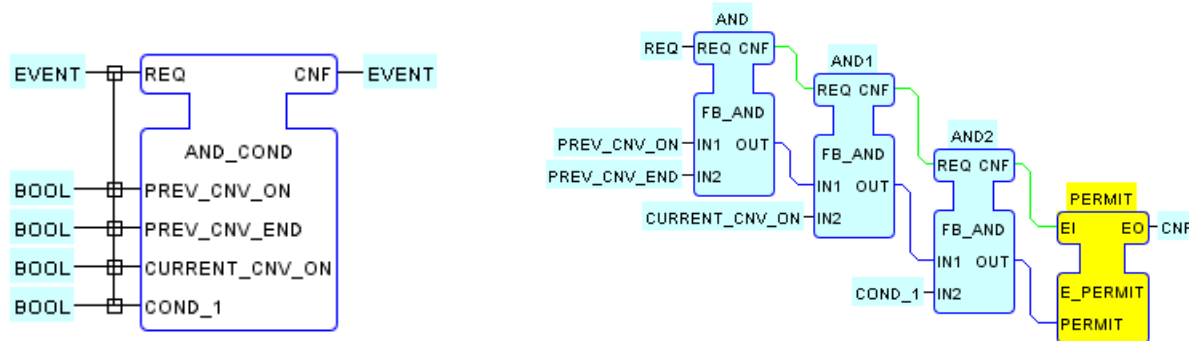 EVENT REQ CNF EVENT
AND_COND
BOOL PREV_CNV_ON
BOOL PREV_CNV_END
BOOL CURRENT_CNV_ON
BOOL COND_1
AND
REQ REQ CNF
FB_AND
PREV_CNV_ON IN1 OUT
PREV_CNV_END IN2
AND1
REQ CNF
FB_AND
IN1 OUT
CURRENT_CNV_ON IN2
AND2
REQ CNF
FB_AND
IN1 OUT
COND_1 IN2
PERMIT
EI EO CNF
E_PERMIT
PERMIT